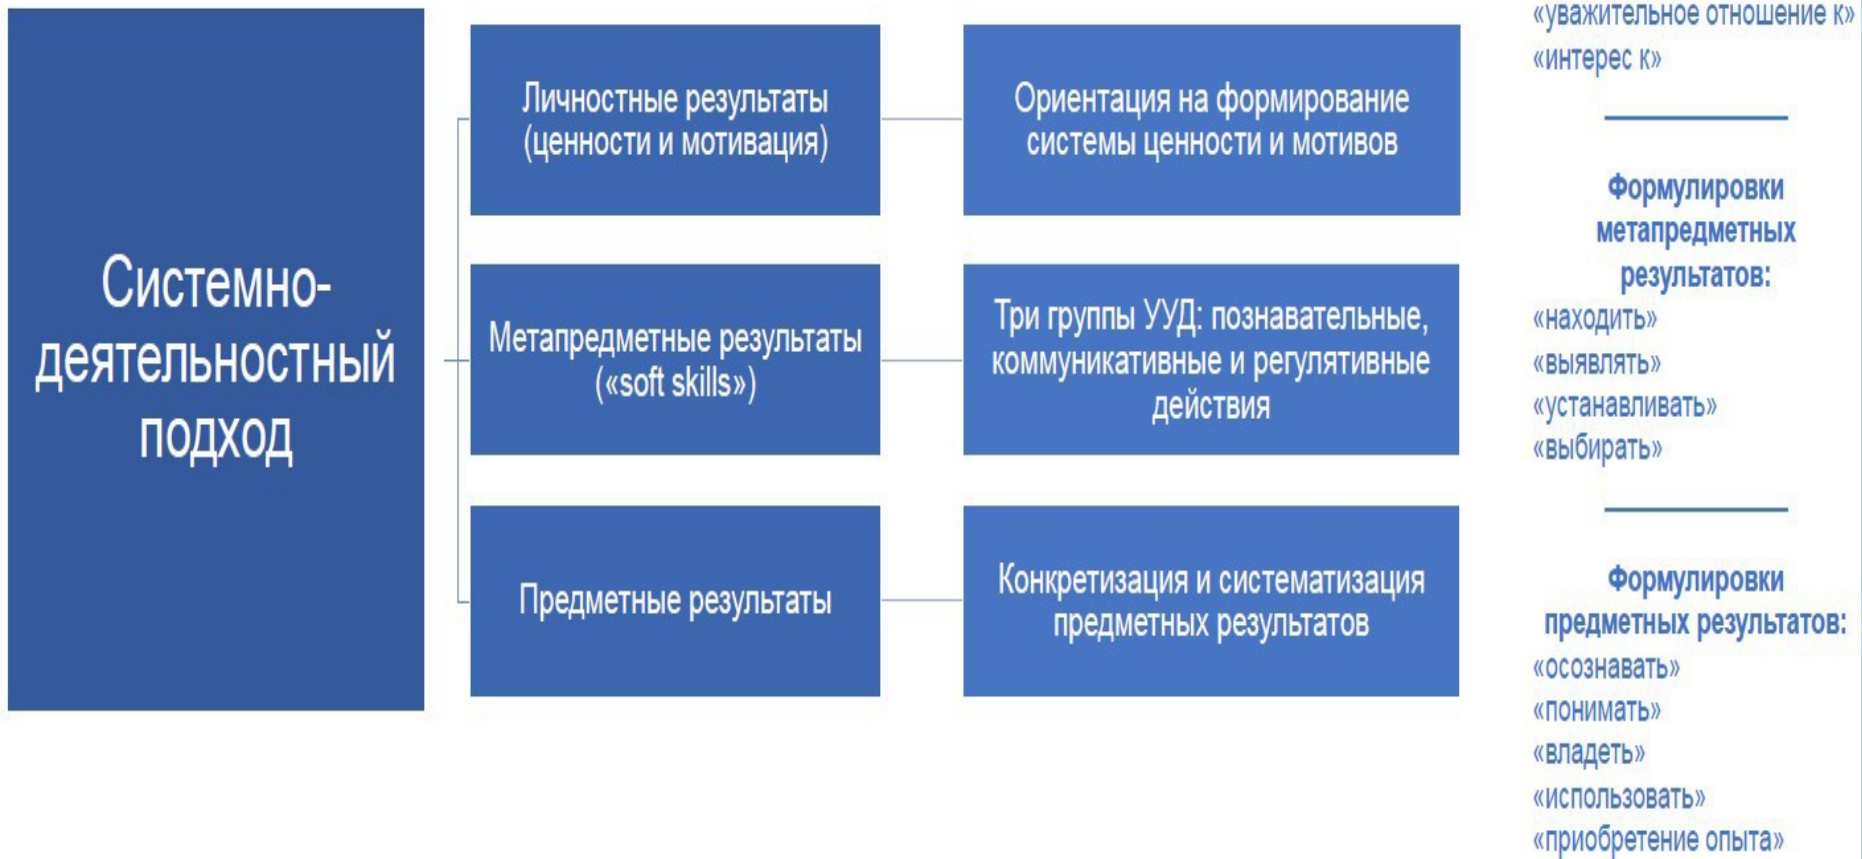 Системно-
деятельностный
подход
Личностные результаты
(ценности и мотивация)
Ориентация на формирование
системы ценности и мотивов
Метапредметные результаты
(«soft skills»)
Три группы УУД: познавательные,
коммуникативные и регулятивные
действия
Предметные результаты
Конкретизация и систематизация
предметных результатов
«уважительное отношение к»
«интерес к»
Формулировки
метапредметных
результатов:
«находить»
«выявлять»
«устанавливать»
«выбирать»
Формулировки
предметных результатов:
«осознавать»
«понимать»
«владеть»
«использовать»
«приобретение опыта»